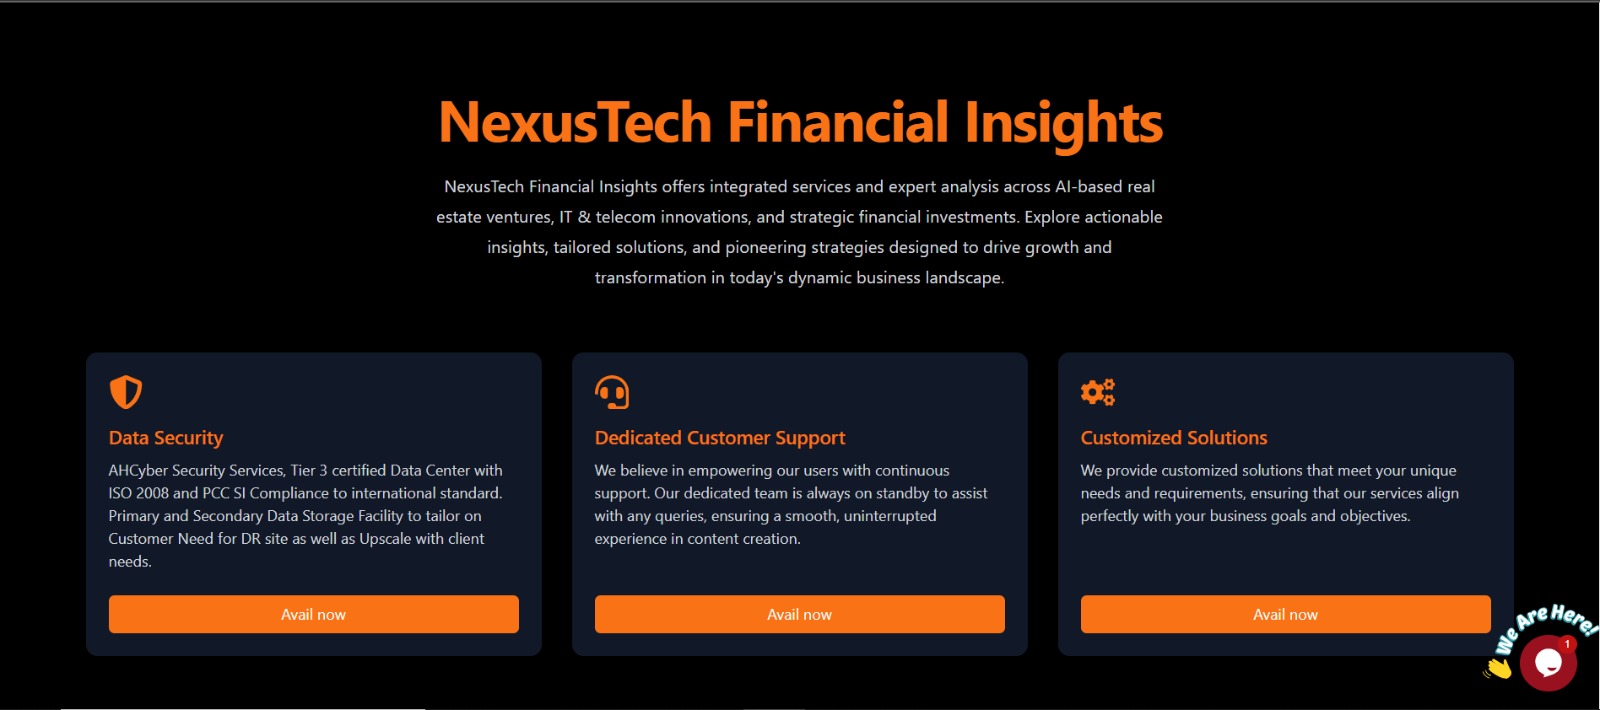 NexusTech Financial Insights
NexusTech Financial Insights offers integrated services and expert analysis across AI-based real
estate ventures, IT & telecom innovations, and strategic financial investments. Explore actionable
insights, tailored solutions, and pioneering strategies designed to drive growth and
transformation in today's dynamic business landscape.
Data Security
AHCyber Security Services, Tier 3 certified Data Center with
ISO 2008 and PCC SI Compliance to international standard.
Primary and Secondary Data Storage Facility to tailor on
Customer Need for DR site as well as Upscale with client
needs.
Avail now
Dedicated Customer Support
We believe in empowering our users with continuous
support. Our dedicated team is always on standby to assist
with any queries, ensuring a smooth, uninterrupted
experience in content creation.
Avail now
Customized Solutions
We provide customized solutions that meet your unique
needs and requirements, ensuring that our services align
perfectly with your business goals and objectives.
Avail now
We Are Here!
1